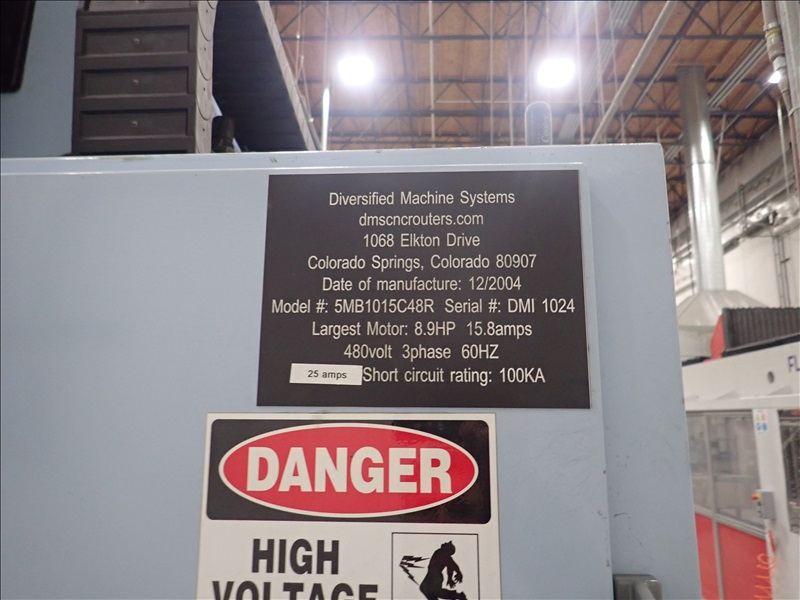 Diversified Machine Systems
dmscncrouters.com
1068 Elkton Drive
Colorado Springs, Colorado 80907
Date of manufacture: 12/2004
Model #: 5MB1015C48R Serial #: DMI 1024
Largest Motor: 8.9HP 15.8amps
480volt 3phase 60HZ
25 amps Short circuit rating: 100KA
DANGER
HIGH
VOLTAGE